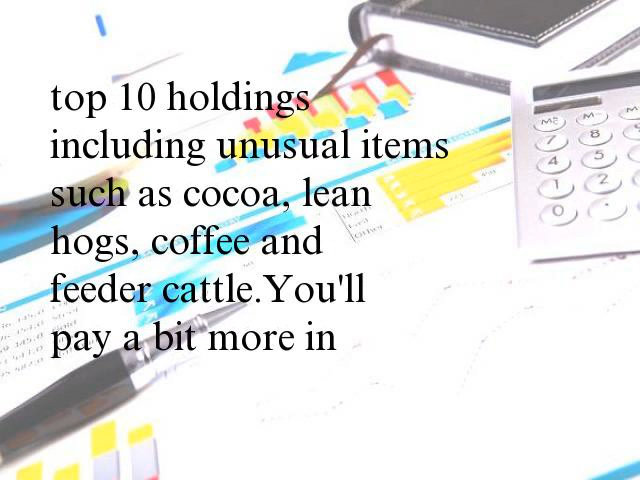 top 10 holdings
including unusual items
such as cocoa, lean
hogs, coffee and
feeder cattle.You'll
pay a bit more in